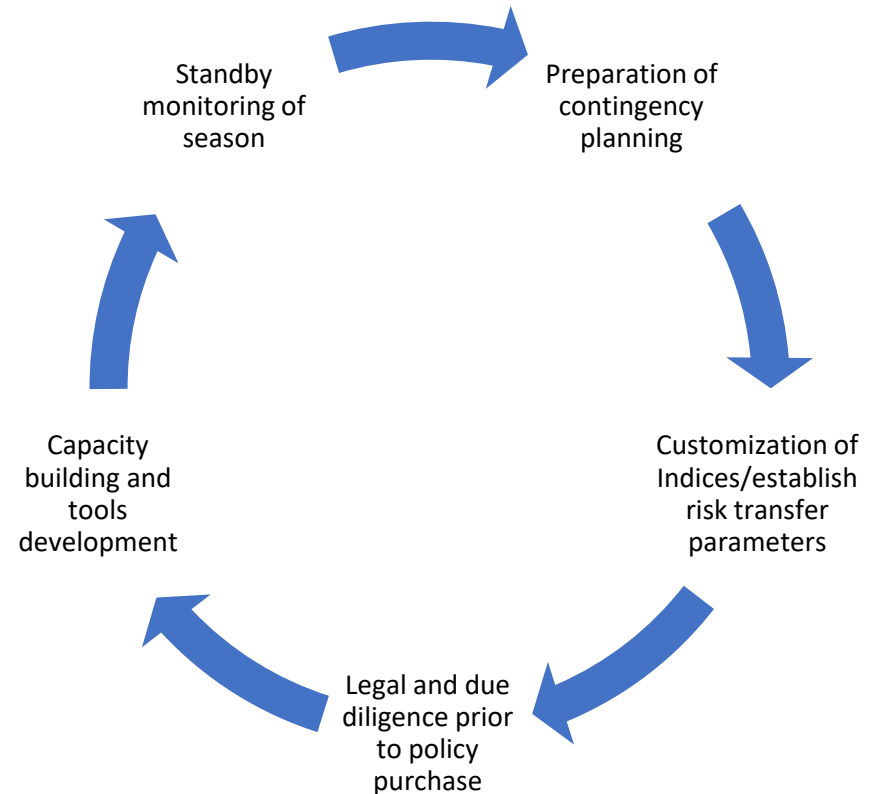 Standby
monitoring of
season
Preparation of
contingency
planning
Customization of
Indices/establish
risk transfer
parameters
Legal and due
diligence prior
to policy
purchase
Capacity
building and
tools
development